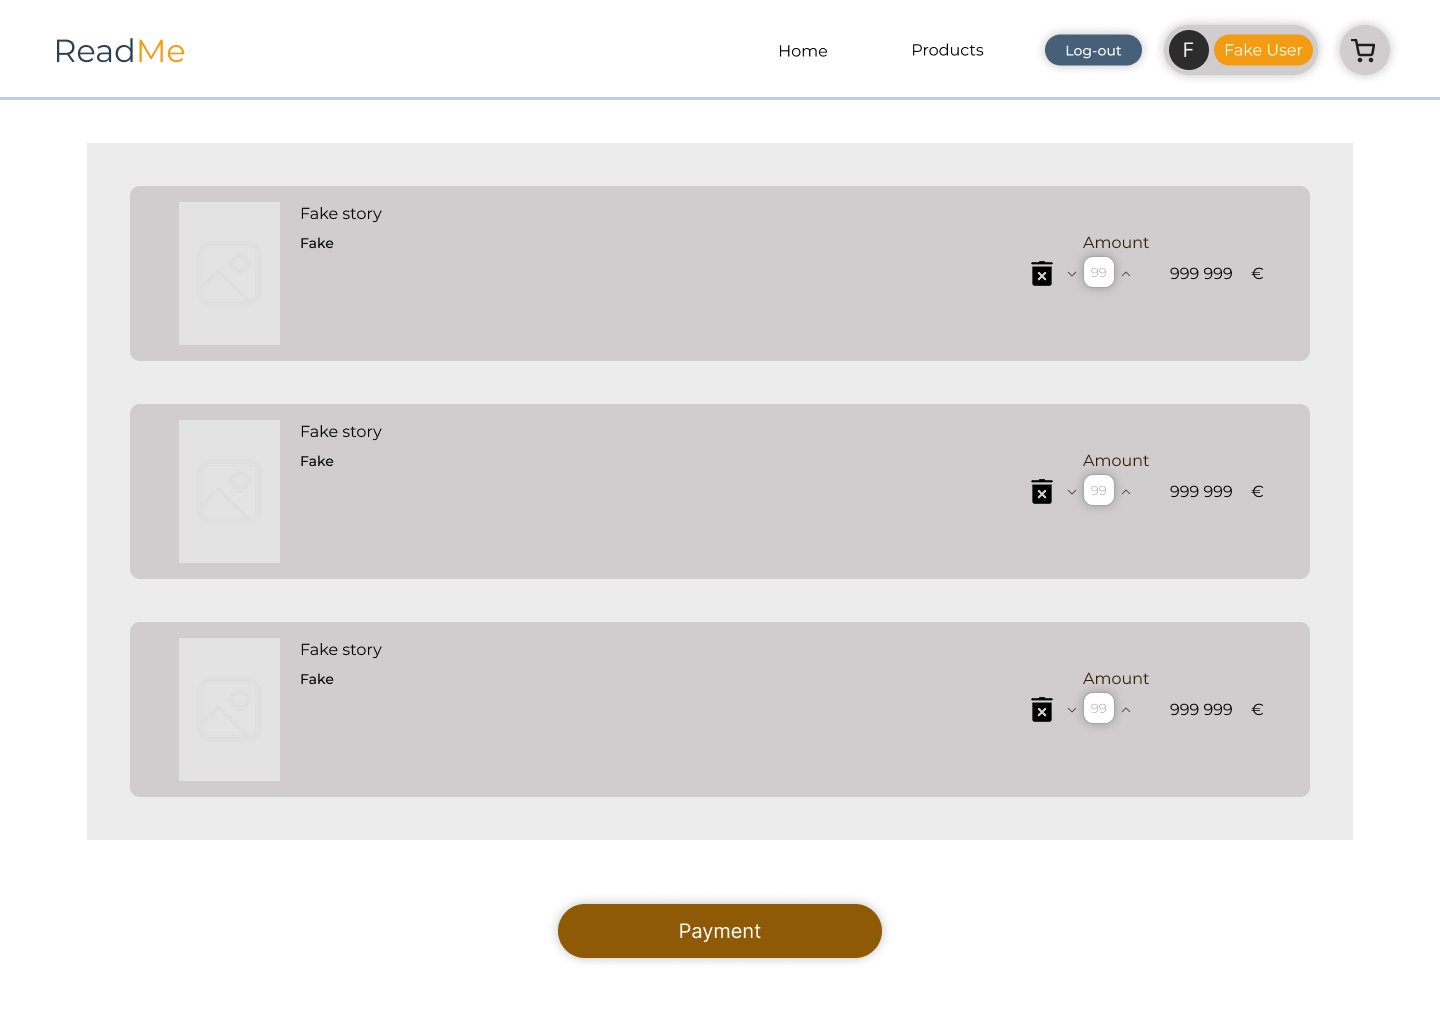 ReadMe
Home
Products
Log-out
F
Fake User
Fake story
Fake
Amount
99
999 999 €
Fake story
Fake
Amount
99
999 999 €
Fake story
Fake
Amount
99
999 999 €
Payment